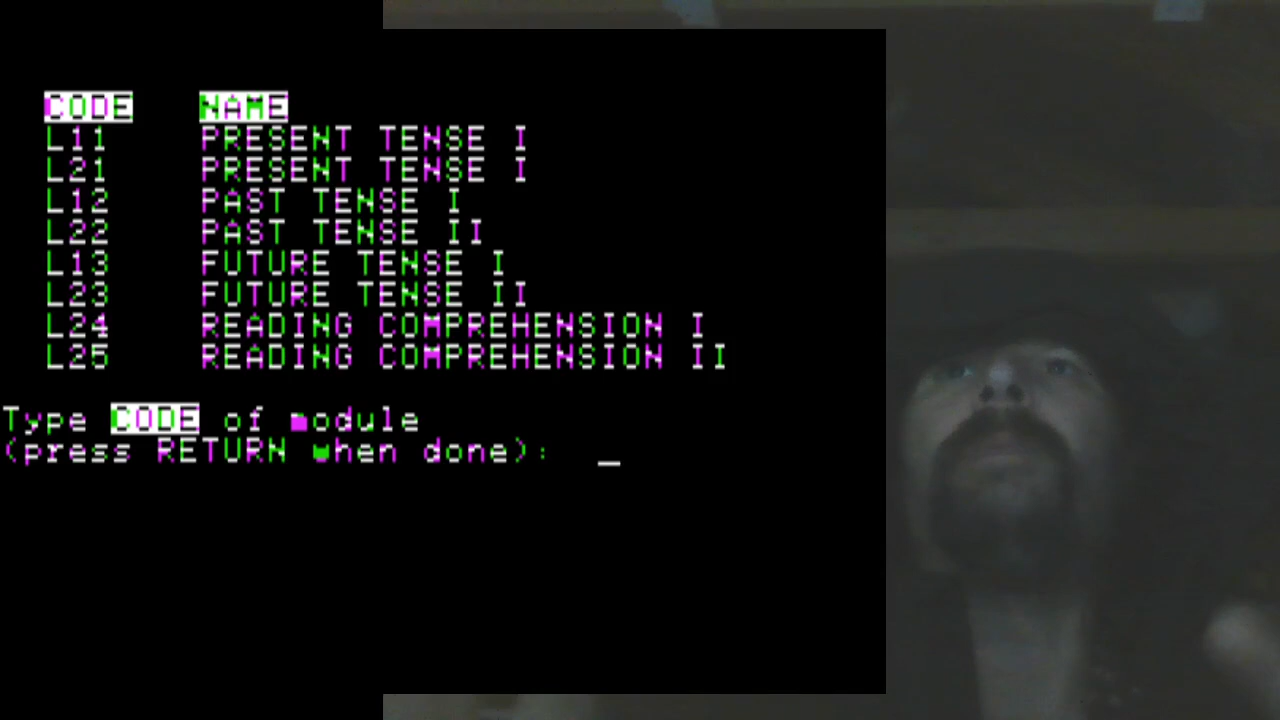 CODE NAME
L11 PRESENT TENSE I
L21 PRESENT TENSE I
L12 PAST TENSE I
L22 PAST TENSE II
L13 FUTURE TENSE I
L23 FUTURE TENSE II
L24 READING COMPREHENSION I
L25 READING COMPREHENSION II
Type CODE of module
(press RETURN when done): _